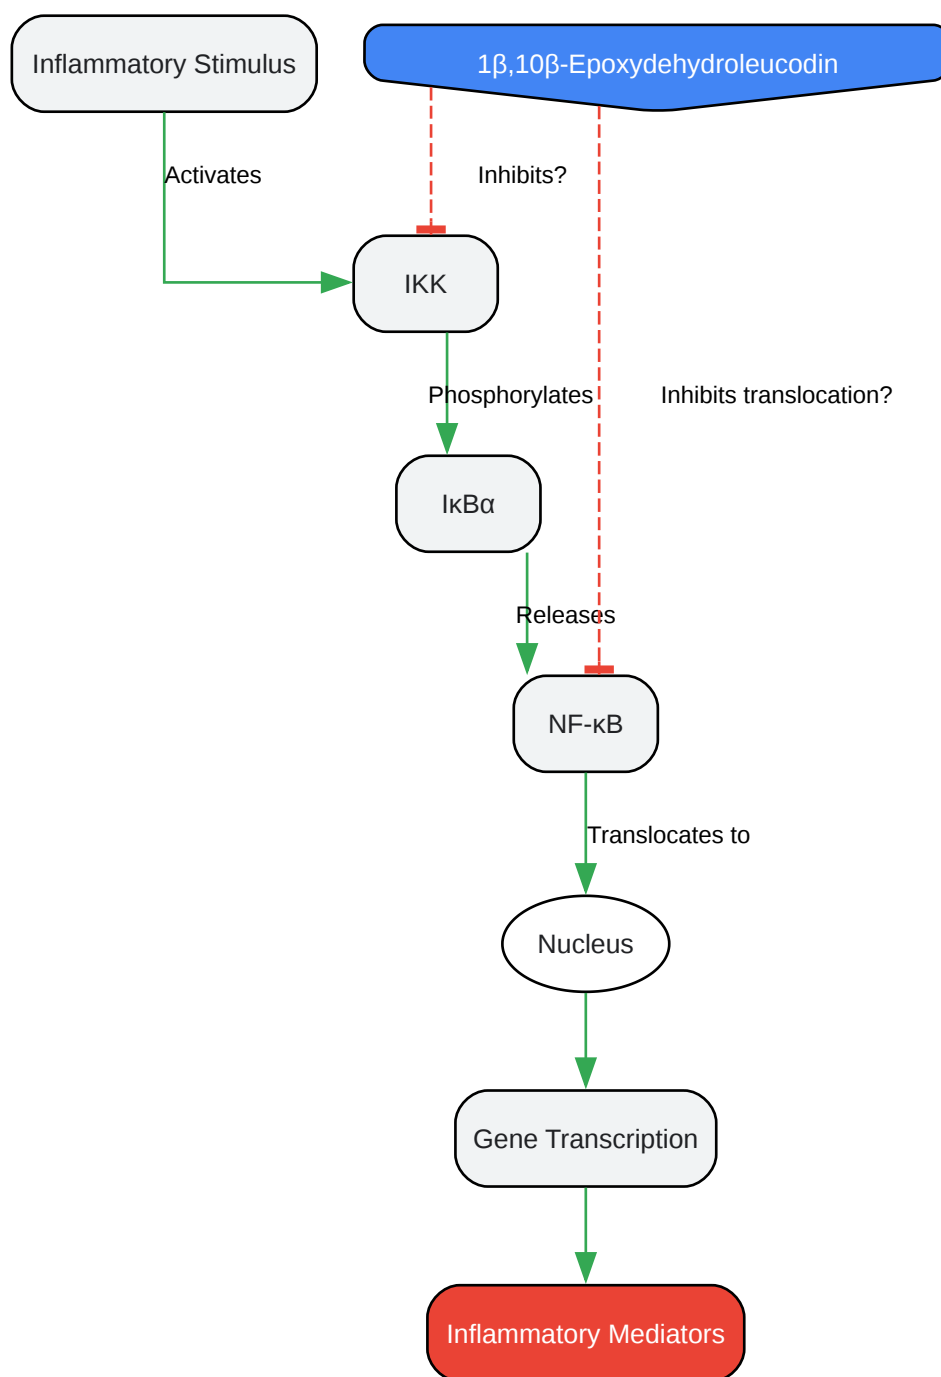 Inflammatory Stimulus
1β,10β-Epoxydehydroleucodin
Activates
Inhibits?
IKK
Phosphorylates
Inhibits translocation?
IκBα
Releases
NF-κB
Translocates to
Nucleus
Gene Transcription
Inflammatory Mediators